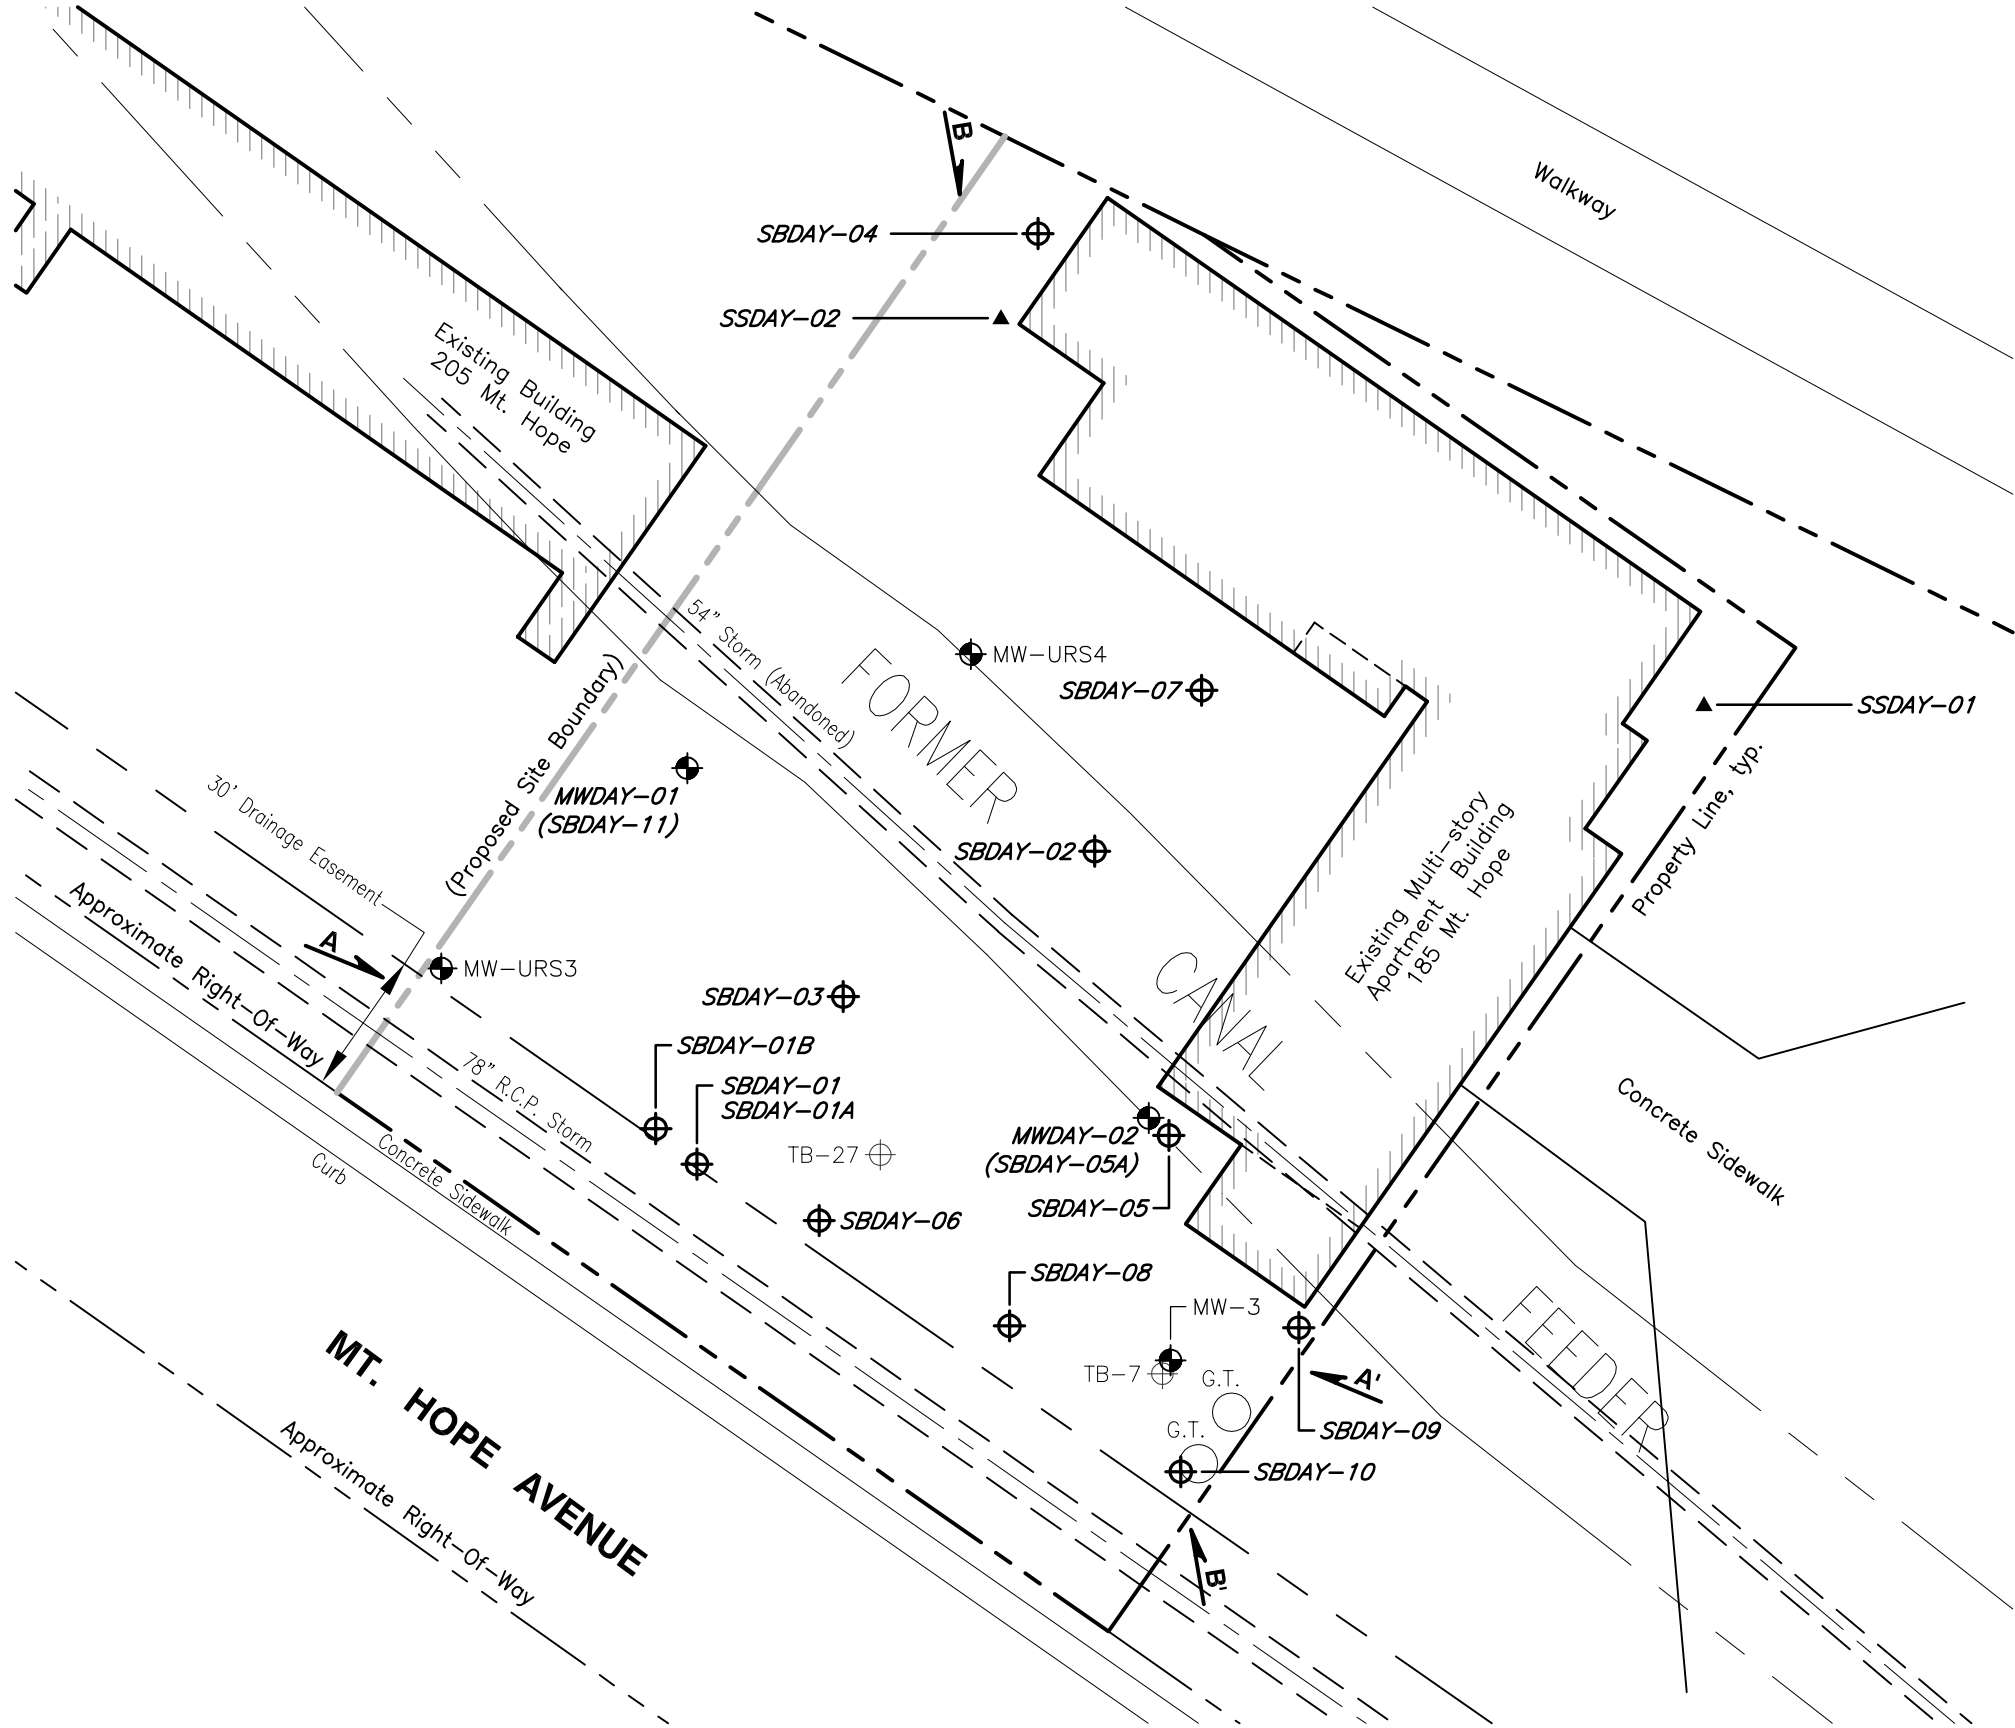 B
Walkway
SBDAY-04
SSDAY-02
Existing Building
205 Mt. Hope
54" Storm (Abandoned)
FORMER
MW-URS4
SBDAY-07
SSDAY-01
(Proposed Site Boundary)
MWDAY-01
(SBDAY-11)
30' Drainage Easement
SBDAY-02
Existing Multi-story
Apartment Building
185 Mt. Hope
Property Line, typ.
Approximate Right-Of-Way
A
MW-URS3
SBDAY-03
CANAL
SBDAY-01B
SBDAY-01
SBDAY-01A
78" R.C.P. Storm
TB-27
MWDAY-02
(SBDAY-05A)
SBDAY-05
Concrete Sidewalk
Concrete Sidewalk
Curb
SBDAY-06
SBDAY-08
MW-3
TB-7
G.T.
G.T.
A'
SBDAY-09
SBDAY-10
FEEDER
MT. HOPE AVENUE
Approximate Right-Of-Way
B'